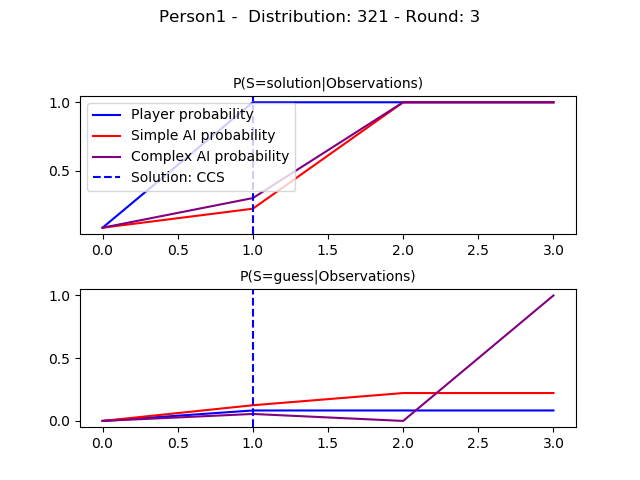 Person1 -  Distribution: 321 - Round: 3
P(S=solution|Observations)
1.0
0.5
Player probability
Simple AI probability
Complex AI probability
Solution: CCS
0.0 0.5 1.0 1.5 2.0 2.5 3.0
P(S=guess|Observations)
1.0
0.5
0.0
0.0 0.5 1.0 1.5 2.0 2.5 3.0